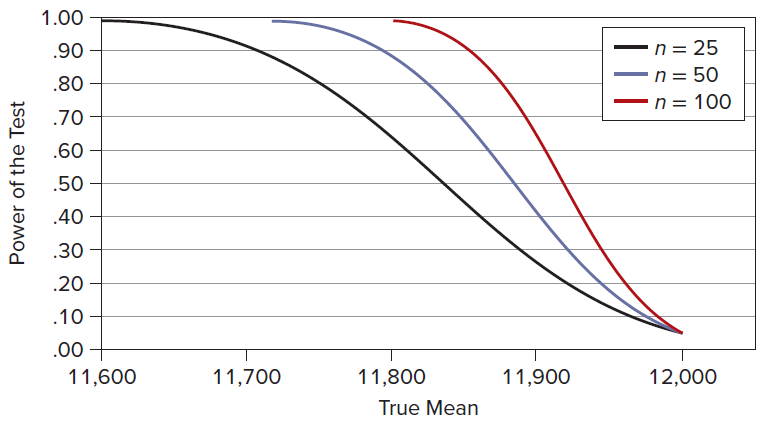 Power of the Test
1.00
.90
.80
.70
.60
.50
.40
.30
.20
.10
.00
n = 25
n = 50
n = 100
11,600 11,700 11,800 11,900 12,000
True Mean